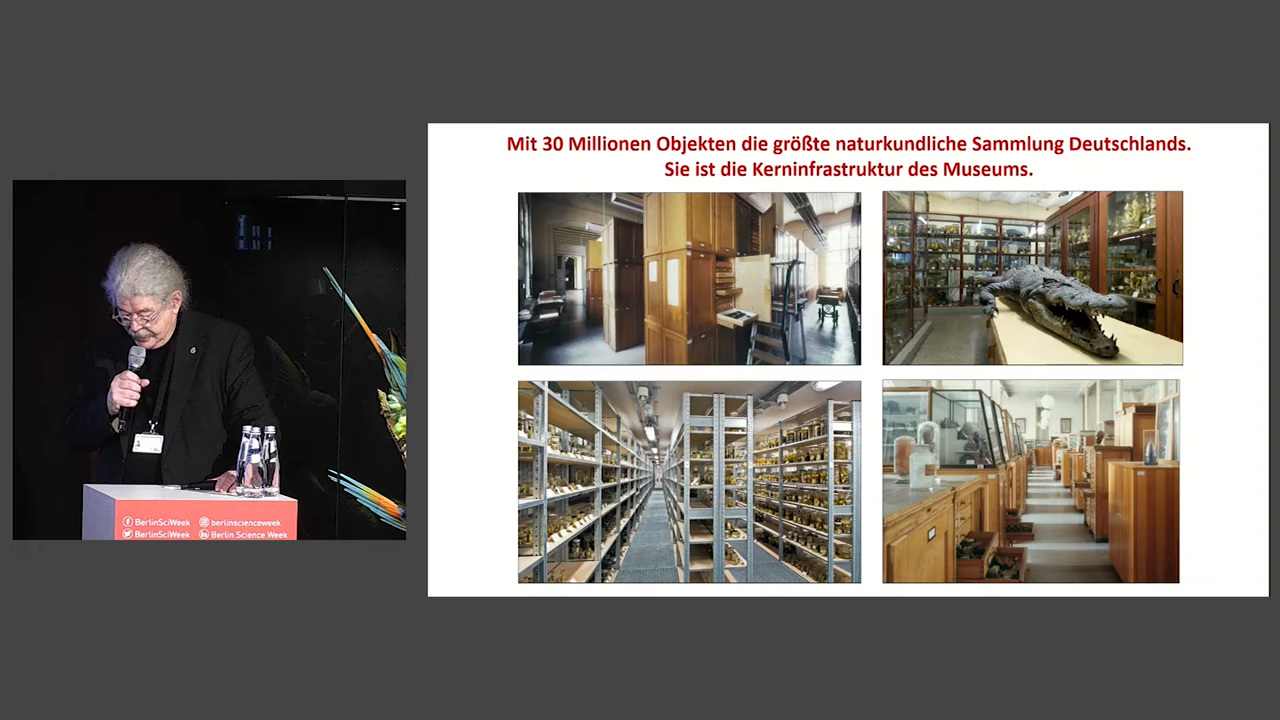 Mit 30 Millionen Objekten die größte naturkundliche Sammlung Deutschlands.
Sie ist die Kerninfrastruktur des Museums.
BerlinSciWeek berlinscienceweek
BerlinSciWeek Berlin Science Week